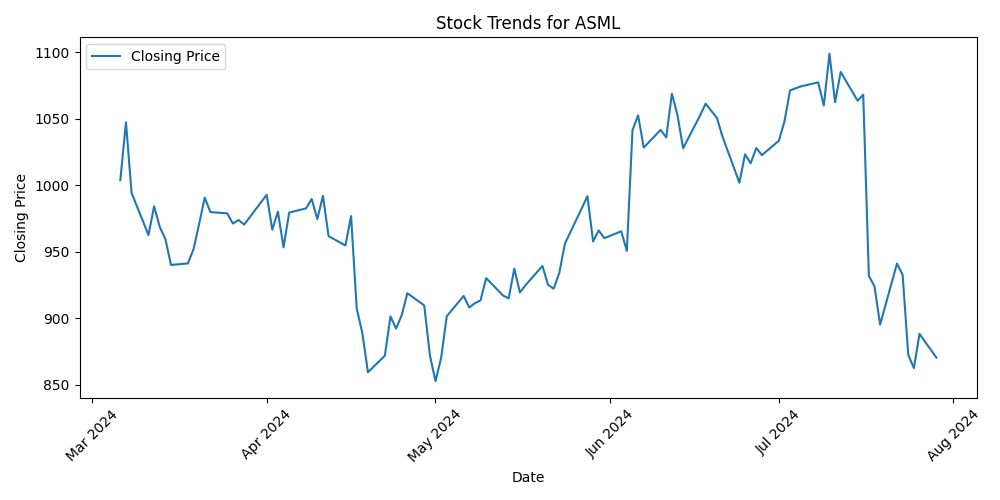 Stock Trends for ASML
Closing Price
1100
1050
1000
950
900
850
Closing Price
Mar 2024
Apr 2024
May 2024
Jun 2024
Jul 2024
Aug 2024
Date